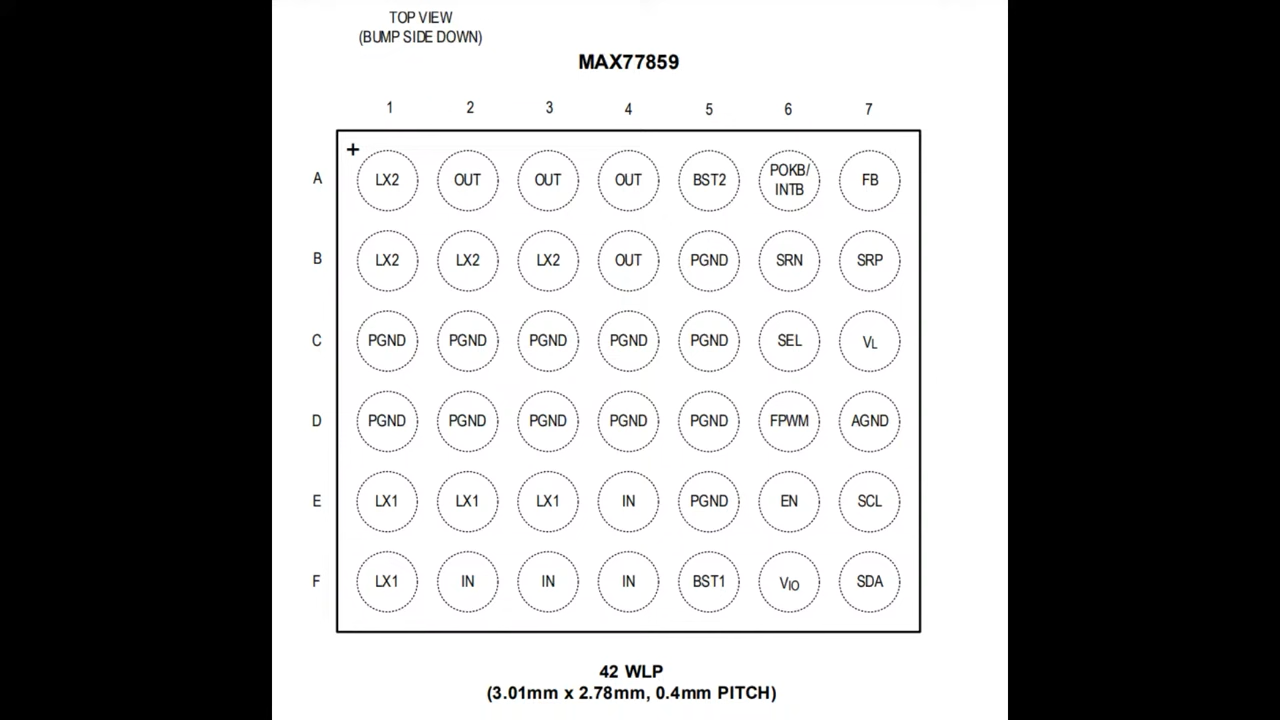 TOP VIEW
(BUMP SIDE DOWN)
MAX77859
1 2 3 4 5 6 7
+
A LX2 OUT OUT OUT BST2 POKB/ INTB FB
B LX2 LX2 LX2 OUT PGND SRN SRP
C PGND PGND PGND PGND PGND SEL VL
D PGND PGND PGND PGND PGND FPWM AGND
E LX1 LX1 LX1 IN PGND EN SCL
F LX1 IN IN IN BST1 VIO SDA
42 WLP
(3.01mm x 2.78mm, 0.4mm PITCH)